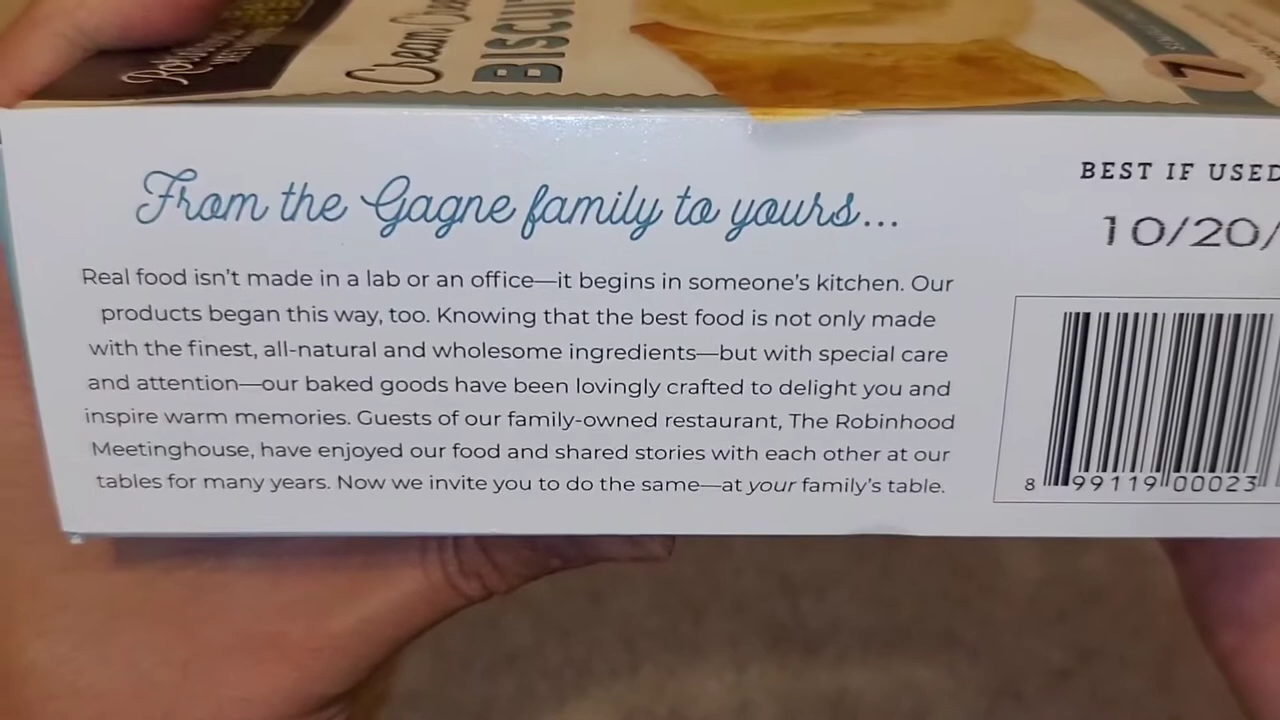 Cream
BISCUI
7
From the Gagne family to yours...
BEST IF USED
10/20/
Real food isn't made in a lab or an office—it begins in someone's kitchen. Our
products began this way, too. Knowing that the best food is not only made
with the finest, all-natural and wholesome ingredients—but with special care
and attention—our baked goods have been lovingly crafted to delight you and
inspire warm memories. Guests of our family-owned restaurant, The Robinhood
Meetinghouse, have enjoyed our food and shared stories with each other at our
tables for many years. Now we invite you to do the same—at your family's table.
8 99119 00023